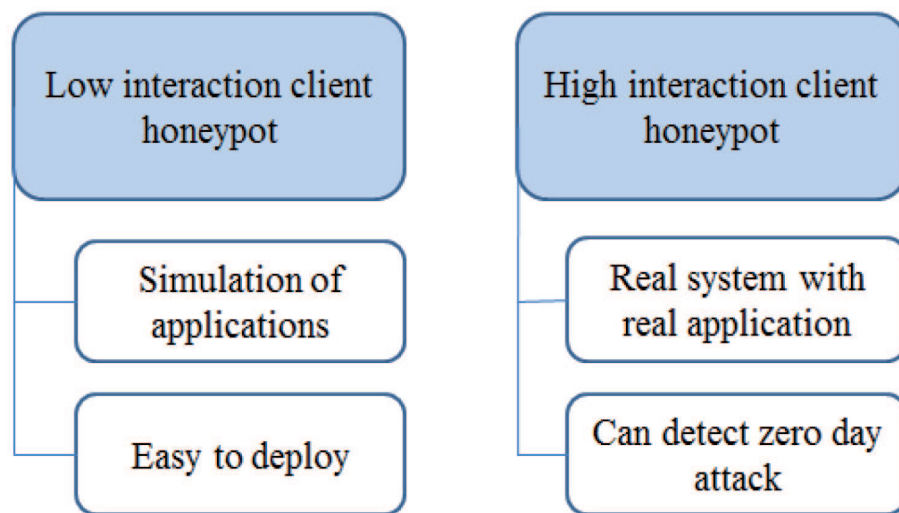 Low interaction client
honeypot
Simulation of
applications
Easy to deploy
High interaction client
honeypot
Real system with
real application
Can detect zero day
attack